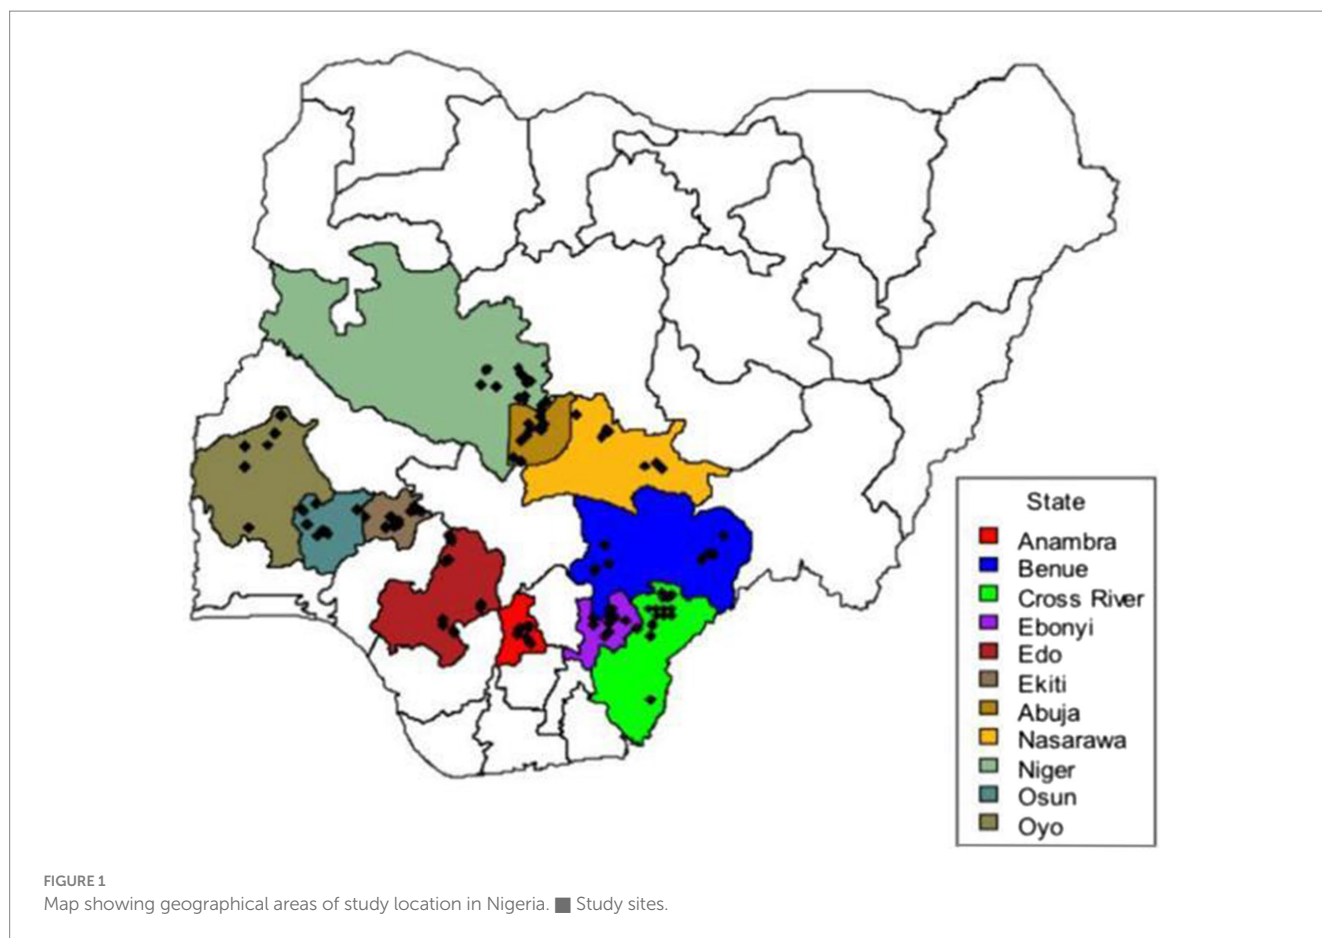 State
Anambra
Benue
Cross River
Ebonyi
Edo
Ekiti
Abuja
Nasarawa
Niger
Osun
Oyo
FIGURE 1
Map showing geographical areas of study location in Nigeria. ■ Study sites.